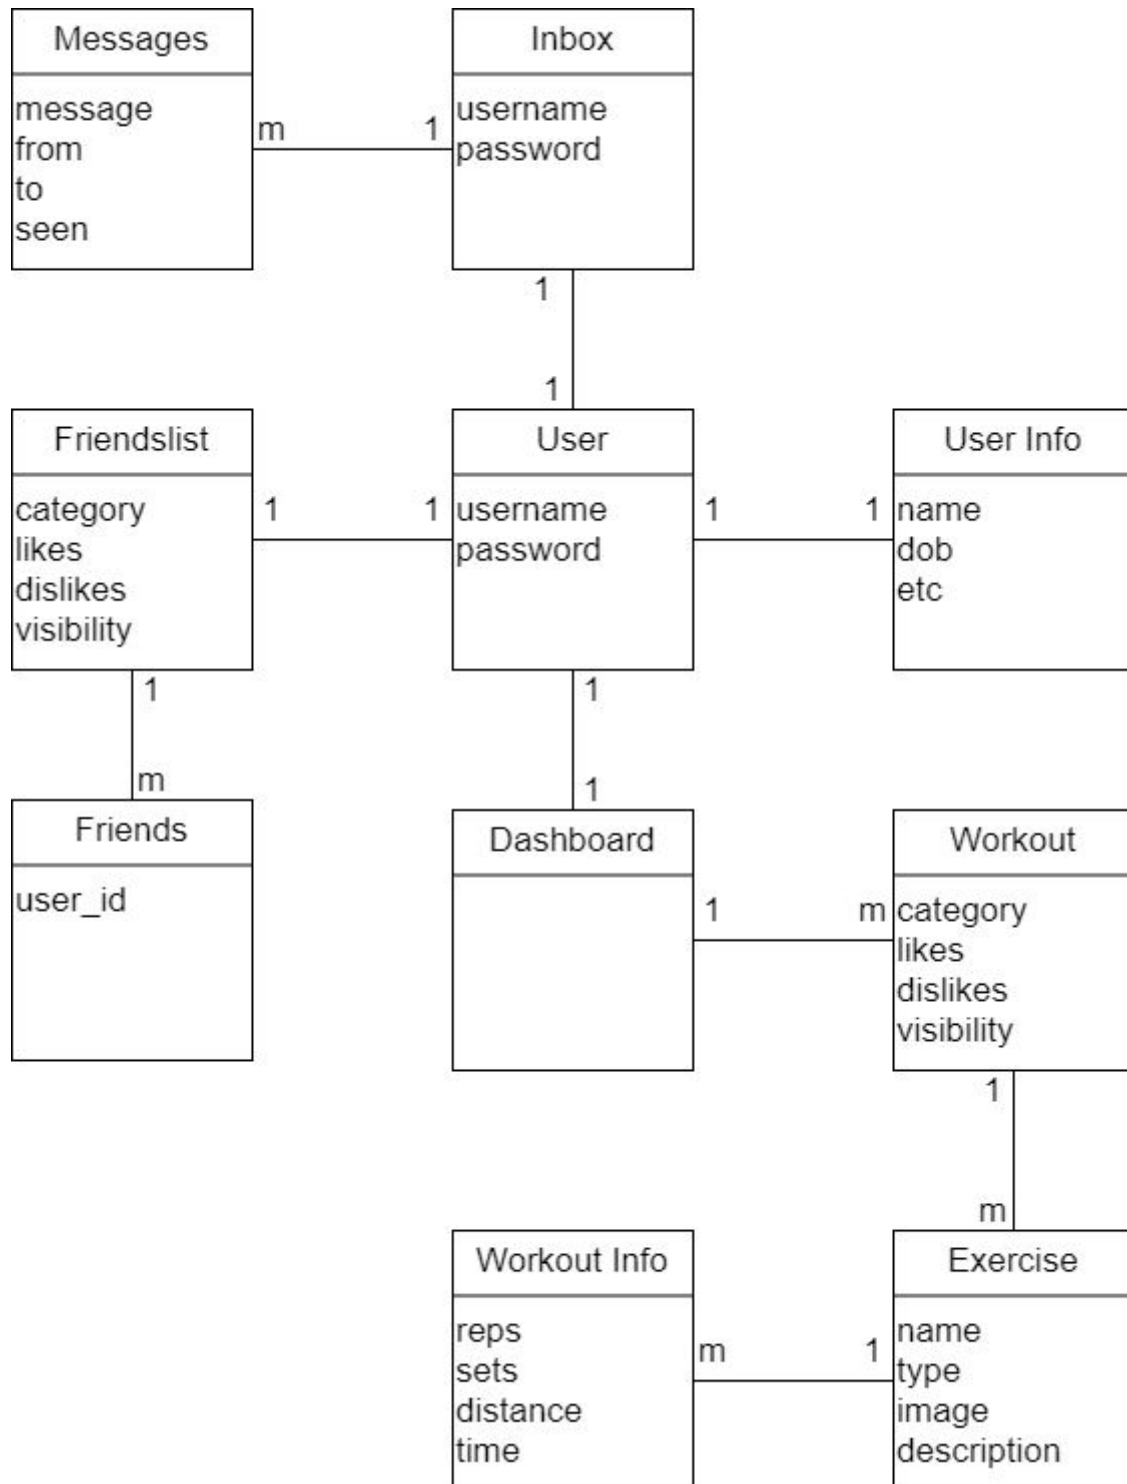 Messages
message
from
to
seen
m
1
Inbox
username
password
1
1
Friendslist
category
likes
dislikes
visibility
1
1
User
username
password
1
1
User Info
name
dob
etc
1
m
Friends
user_id
1
1
Dashboard
1
m
Workout
category
likes
dislikes
visibility
1
m
Workout Info
reps
sets
distance
time
m
1
Exercise
name
type
image
description